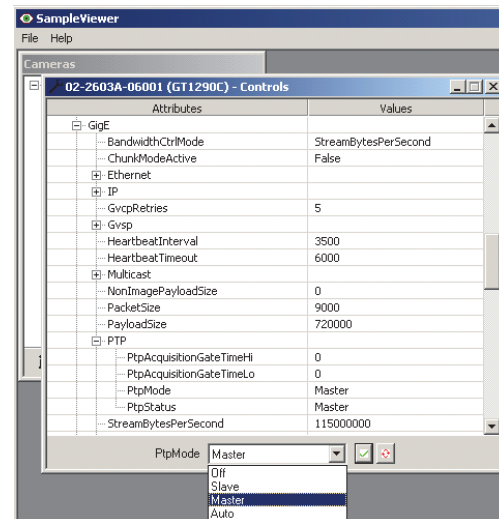 SampleViewer
File Help
Cameras
02-2603A-06001 (GT1290C) - Controls
Attributes Values
GigE
BandwidthCtrlMode StreamBytesPerSecond
ChunkModeActive False
Ethernet
IP
GvcpRetries 5
Gvsp
HeartbeatInterval 3500
HeartbeatTimeout 6000
Multicast
NonImagePayloadSize 0
PacketSize 9000
PayloadSize 720000
PTP
PtpAcquisitionGateTimeHi 0
PtpAcquisitionGateTimeLo 0
PtpMode Master
PtpStatus Master
StreamBytesPerSecond 115000000
PtpMode Master
Off
Slave
Master
Auto